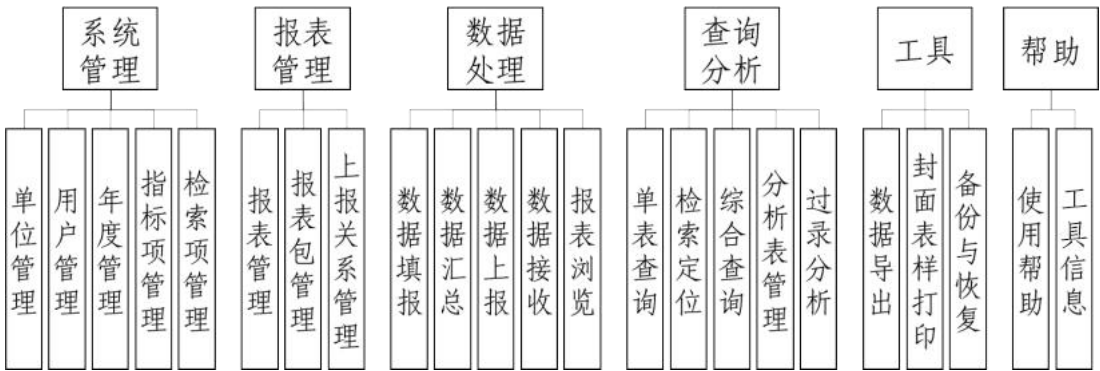 系统
管理
报表
管理
数据
处理
查询
分析
工具
帮助
单位管理
用户管理
年度管理
指标项管理
检索项管理
报表管理
报表包管理
上报关系管理
数据填报
数据汇总
数据上报
数据接收
报表浏览
单表查询
检索定位
综合查询
分析表管理
过录分析
数据导出
封面表样打印
备份与恢复
使用帮助
工具信息